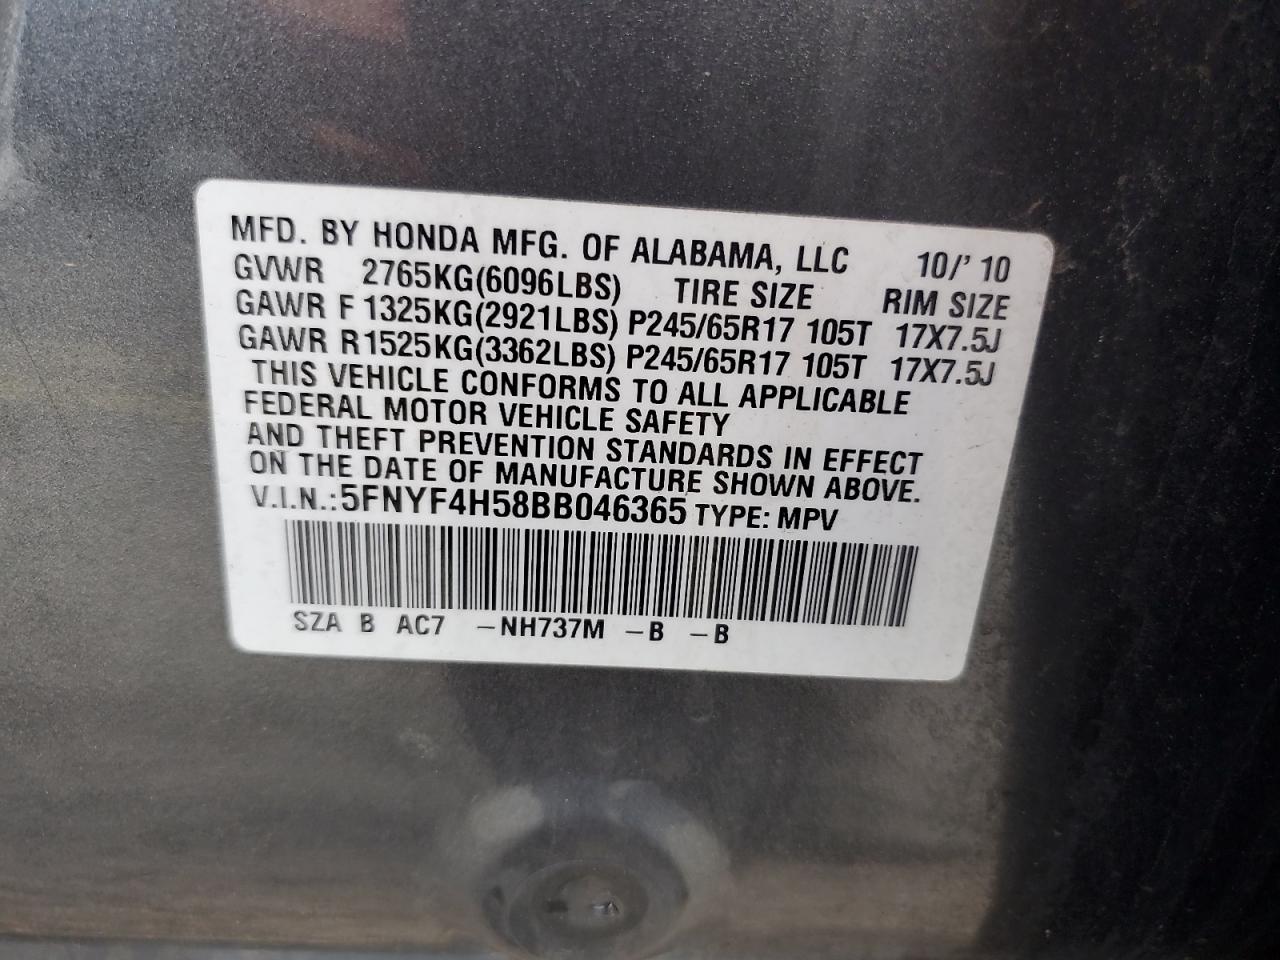 MFD. BY HONDA MFG. OF ALABAMA, LLC 10/'10
GVWR 2765KG(6096LBS) TIRE SIZE RIM SIZE
GAWR F 1325KG(2921LBS) P245/65R17 105T 17X7.5J
GAWR R 1525KG(3362LBS) P245/65R17 105T 17X7.5J
THIS VEHICLE CONFORMS TO ALL APPLICABLE
FEDERAL MOTOR VEHICLE SAFETY
AND THEFT PREVENTION STANDARDS IN EFFECT
ON THE DATE OF MANUFACTURE SHOWN ABOVE.
V.I.N.:5FNYF4H58BB046365 TYPE: MPV
SZA B AC7 –NH737M –B –B